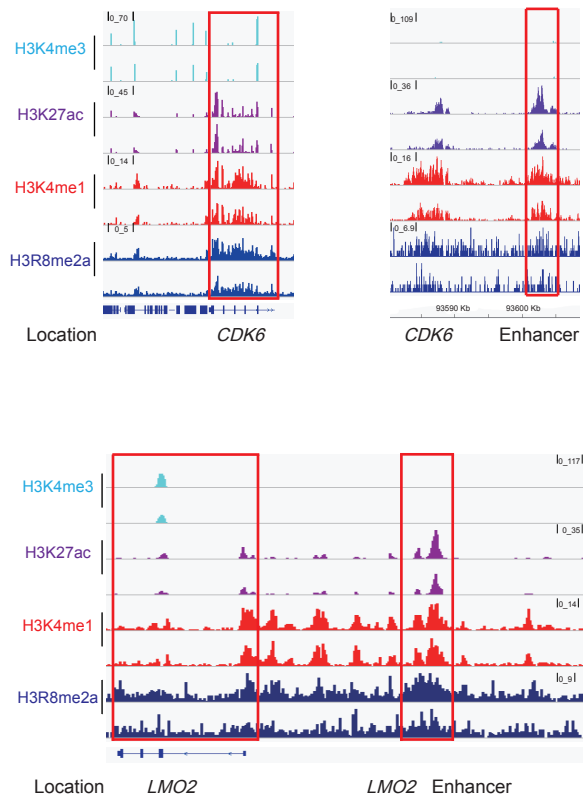 0_70
0_109
H3K4me3
0_45
0_36
H3K27ac
0_14
0_16
H3K4me1
0_5
0_6.9
H3R8me2a
93590 Kb 93600 Kb
Location CDK6 CDK6 Enhancer
0_117
H3K4me3
0_35
H3K27ac
0_14
H3K4me1
0_9
H3R8me2a
Location LMO2 LMO2 Enhancer